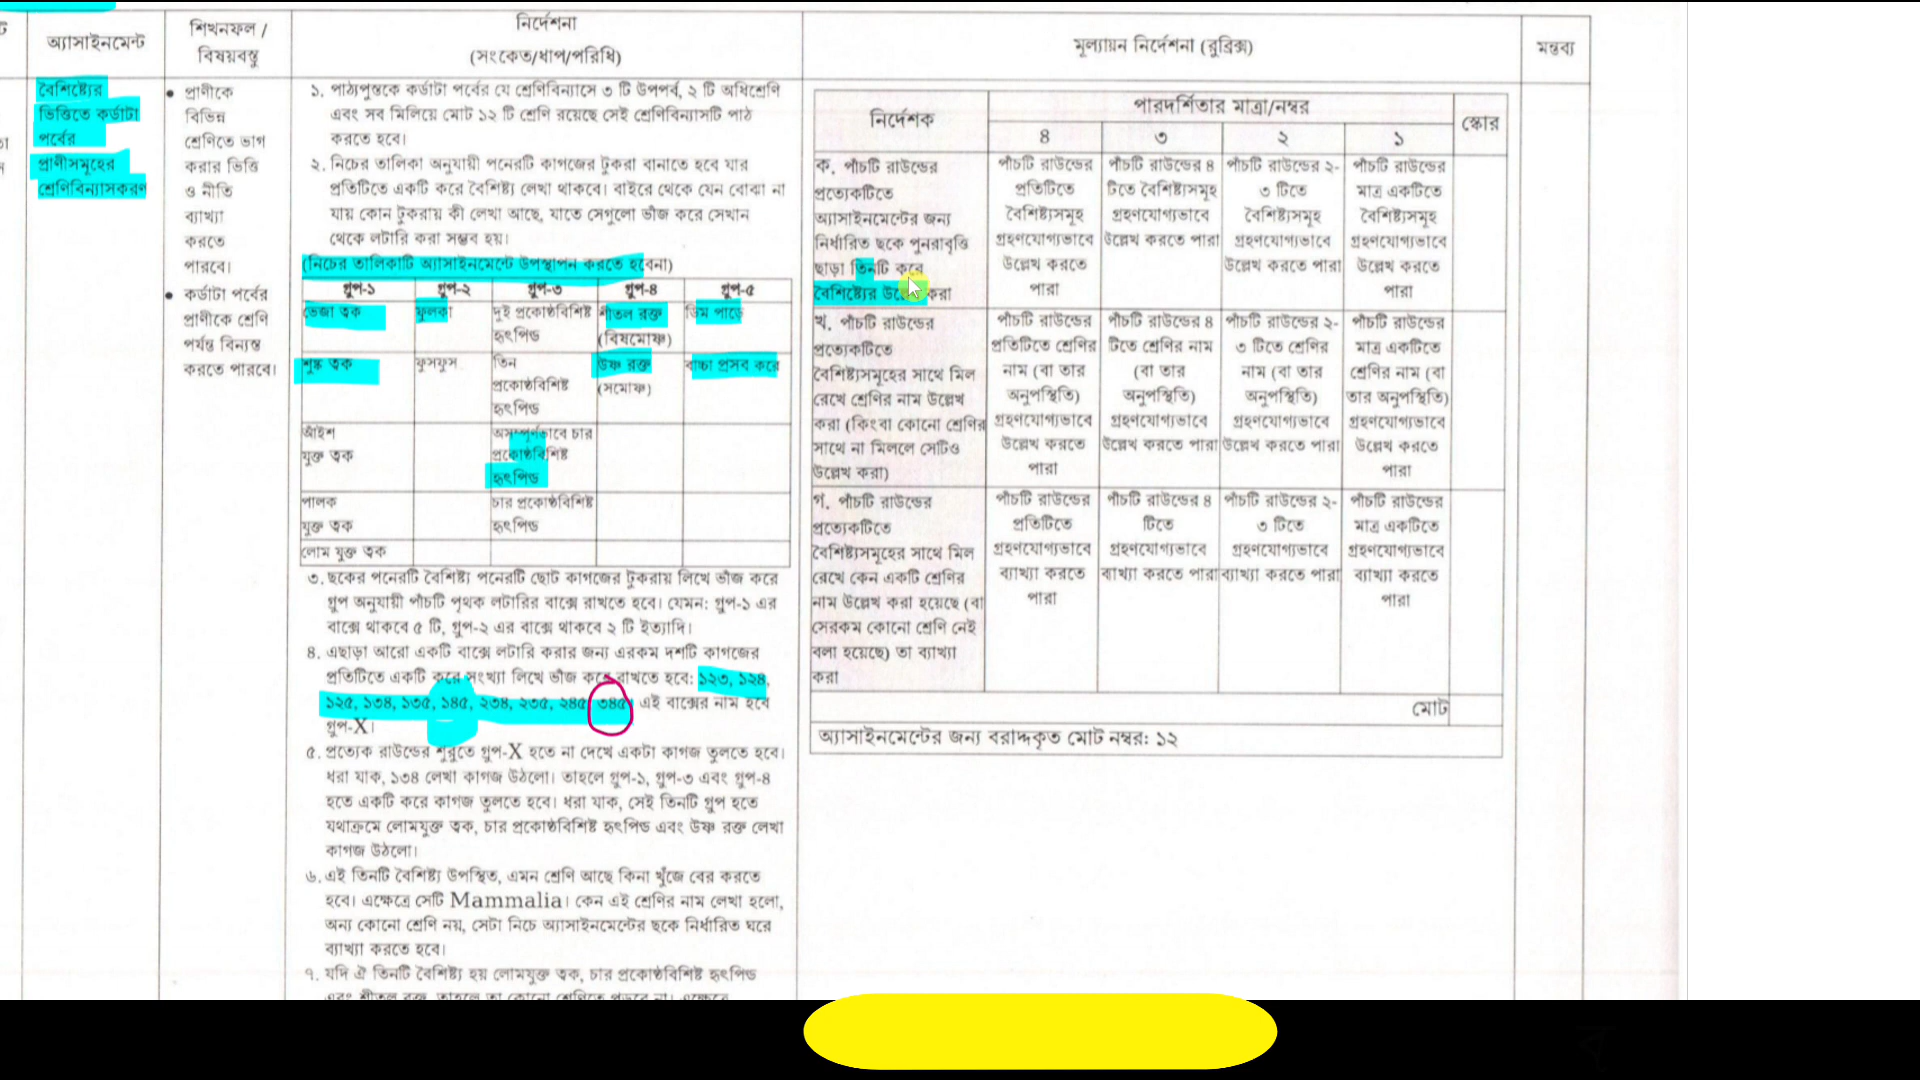 অ্যাসাইনমেন্ট
শিখনফল /
বিষয়বস্তু
নির্দেশনা
(সংকেত/ধাপ/পরিধি)
মূল্যায়ন নির্দেশনা (রুব্রিক্স)
মন্তব্য
বৈশিষ্ট্যের
ভিত্তিতে কর্ডাটা
পর্বের
প্রাণীসমূহের
শ্রেণিবিন্যাসকরণ
• প্রাণীকে
বিভিন্ন
শ্রেণিতে ভাগ
করার ভিত্তি
ও নীতি
ব্যাখ্যা
করতে
পারবে।
• কর্ডাটা পর্বের
প্রাণীকে শ্রেণি
পর্যন্ত বিন্যস্ত
করতে পারবে।
১. পাঠ্যপুস্তকে কর্ডাটা পর্বের যে শ্রেণিবিন্যাসে ৩ টি উপপর্ব, ২ টি অধিশ্রেণি
এবং সব মিলিয়ে মোট ১২ টি শ্রেণি রয়েছে সেই শ্রেণিবিন্যাসটি পাঠ
করতে হবে।
২. নিচের তালিকা অনুযায়ী পনেরটি কাগজের টুকরা বানাতে হবে যার
প্রতিটিতে একটি করে বৈশিষ্ট্য লেখা থাকবে। বাইরে থেকে যেন বোঝা না
যায় কোন টুকরায় কী লেখা আছে, যাতে সেগুলো ভাঁজ করে সেখান
থেকে লটারি করা সম্ভব হয়।
(নিচের তালিকাটি অ্যাসাইনমেন্টে উপস্থাপন করতে হবেনা)
গ্রুপ-১ গ্রুপ-২ গ্রুপ-৩ গ্রুপ-৪ গ্রুপ-৫
ভেজা ত্বক ফুলকা দুই প্রকোষ্ঠবিশিষ্ট শীতল রক্ত ডিম পাড়ে
হৃৎপিন্ড (বিষমোষ্ণ)
শুষ্ক ত্বক ফুসফুস তিন উষ্ণ রক্ত বাচ্চা প্রসব করে
প্রকোষ্ঠবিশিষ্ট (সমোষ্ণ)
হৃৎপিন্ড
আঁইশ অসম্পূর্ণভাবে চার
যুক্ত ত্বক প্রকোষ্ঠবিশিষ্ট
হৃৎপিন্ড
পালক চার প্রকোষ্ঠবিশিষ্ট
যুক্ত ত্বক হৃৎপিন্ড
লোম যুক্ত ত্বক
৩. ছকের পনেরটি বৈশিষ্ট্য পনেরটি ছোট কাগজের টুকরায় লিখে ভাঁজ করে
গ্রুপ অনুযায়ী পাঁচটি পৃথক লটারির বাক্সে রাখতে হবে। যেমন: গ্রুপ-১ এর
বাক্সে থাকবে ৫ টি, গ্রুপ-২ এর বাক্সে থাকবে ২ টি ইত্যাদি।
৪. এছাড়া আরো একটি বাক্সে লটারি করার জন্য এরকম দশটি কাগজের
প্রতিটিতে একটি করে সংখ্যা লিখে ভাঁজ করে রাখতে হবে: ১২৩, ১২৪,
১২৫, ১৩৪, ১৩৫, ১৪৫, ২৩৪, ২৩৫, ২৪৫, ৩৪৫। এই বাক্সের নাম হবে
গ্রুপ-X।
৫. প্রত্যেক রাউন্ডের শুরুতে গ্রুপ-X হতে না দেখে একটা কাগজ তুলতে হবে।
ধরা যাক, ১৩৪ লেখা কাগজ উঠলো। তাহলে গ্রুপ-১, গ্রুপ-৩ এবং গ্রুপ-৪
হতে একটি করে কাগজ তুলতে হবে। ধরা যাক, সেই তিনটি গ্রুপ হতে
যথাক্রমে লোমযুক্ত ত্বক, চার প্রকোষ্ঠবিশিষ্ট হৃৎপিন্ড এবং উষ্ণ রক্ত লেখা
কাগজ উঠলো।
৬. এই তিনটি বৈশিষ্ট্য উপস্থিত, এমন শ্রেণি আছে কিনা খুঁজে বের করতে
হবে। এক্ষেত্রে সেটি Mammalia। কেন এই শ্রেণির নাম লেখা হলো,
অন্য কোনো শ্রেণি নয়, সেটা নিচে অ্যাসাইনমেন্টের ছকে নির্ধারিত ঘরে
ব্যাখ্যা করতে হবে।
৭. যদি ঐ তিনটি বৈশিষ্ট্য হয় লোমযুক্ত ত্বক, চার প্রকোষ্ঠবিশিষ্ট হৃৎপিন্ড
এবং শীতল রক্ত, তাহলে তা কোনো শ্রেণিতে পড়বে না। এক্ষেত্রে
নির্দেশক পারদর্শিতার মাত্রা/নম্বর স্কোর
৪ ৩ ২ ১
ক. পাঁচটি রাউন্ডের
প্রত্যেকটিতে
অ্যাসাইনমেন্টের জন্য
নির্ধারিত ছকে পুনরাবৃত্তি
ছাড়া তিনটি করে
বৈশিষ্ট্যের উল্লেখ করা
পাঁচটি রাউন্ডের
প্রতিটিতে
বৈশিষ্ট্যসমূহ
গ্রহণযোগ্যভাবে
উল্লেখ করতে
পারা
পাঁচটি রাউন্ডের ৪
টিতে বৈশিষ্ট্যসমূহ
গ্রহণযোগ্যভাবে
উল্লেখ করতে পারা
পাঁচটি রাউন্ডের ২-
৩ টিতে
বৈশিষ্ট্যসমূহ
গ্রহণযোগ্যভাবে
উল্লেখ করতে পারা
পাঁচটি রাউন্ডের
মাত্র একটিতে
বৈশিষ্ট্যসমূহ
গ্রহণযোগ্যভাবে
উল্লেখ করতে
পারা
খ. পাঁচটি রাউন্ডের
প্রত্যেকটিতে
বৈশিষ্ট্যসমূহের সাথে মিল
রেখে শ্রেণির নাম উল্লেখ
করা (কিংবা কোনো শ্রেণির
সাথে না মিললে সেটিও
উল্লেখ করা)
পাঁচটি রাউন্ডের
প্রতিটিতে শ্রেণির
নাম (বা তার
অনুপস্থিতি)
গ্রহণযোগ্যভাবে
উল্লেখ করতে
পারা
পাঁচটি রাউন্ডের ৪
টিতে শ্রেণির নাম
(বা তার
অনুপস্থিতি)
গ্রহণযোগ্যভাবে
উল্লেখ করতে পারা
পাঁচটি রাউন্ডের ২-
৩ টিতে শ্রেণির
নাম (বা তার
অনুপস্থিতি)
গ্রহণযোগ্যভাবে
উল্লেখ করতে পারা
পাঁচটি রাউন্ডের
মাত্র একটিতে
শ্রেণির নাম (বা
তার অনুপস্থিতি)
গ্রহণযোগ্যভাবে
উল্লেখ করতে
পারা
গ. পাঁচটি রাউন্ডের
প্রত্যেকটিতে
বৈশিষ্ট্যসমূহের সাথে মিল
রেখে কেন একটি শ্রেণির
নাম উল্লেখ করা হয়েছে (বা
সেরকম কোনো শ্রেণি নেই
বলা হয়েছে) তা ব্যাখ্যা
করা
পাঁচটি রাউন্ডের
প্রতিটিতে
গ্রহণযোগ্যভাবে
ব্যাখ্যা করতে
পারা
পাঁচটি রাউন্ডের ৪
টিতে
গ্রহণযোগ্যভাবে
ব্যাখ্যা করতে পারা
পাঁচটি রাউন্ডের ২-
৩ টিতে
গ্রহণযোগ্যভাবে
ব্যাখ্যা করতে পারা
পাঁচটি রাউন্ডের
মাত্র একটিতে
গ্রহণযোগ্যভাবে
ব্যাখ্যা করতে
পারা
মোট
অ্যাসাইনমেন্টের জন্য বরাদ্দকৃত মোট নম্বর: ১২